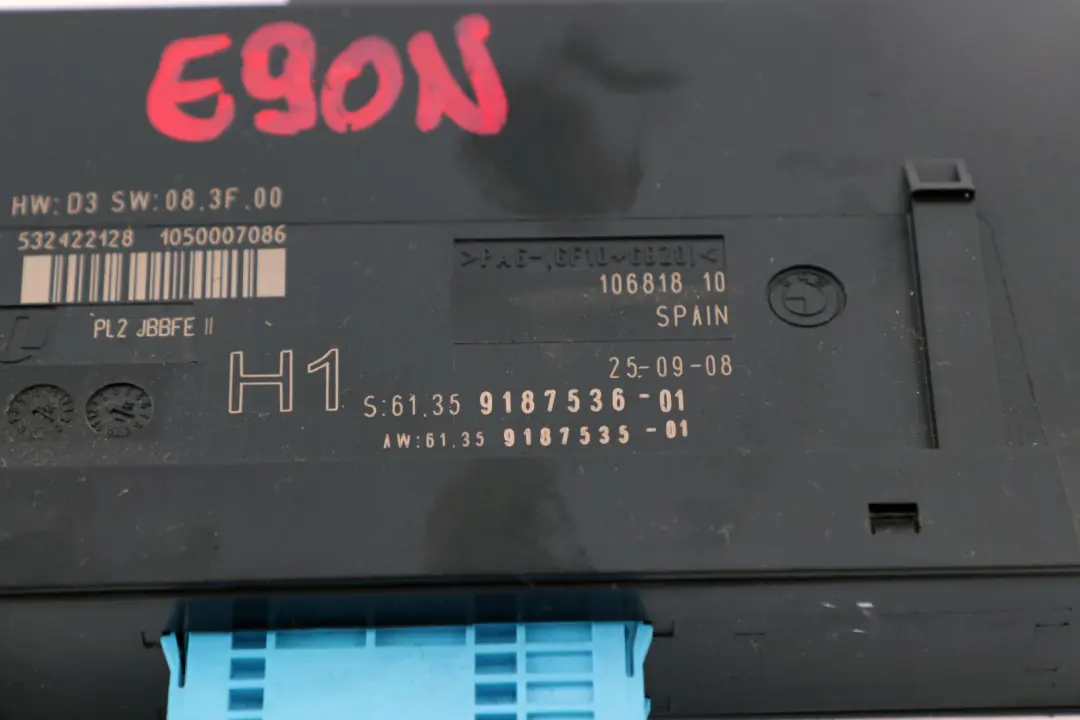 E90N
HW: D3 SW: 08.3F.00
532422128 1050007086
PL2 JBBFE II
H1
106818 10
SPAIN
25-09-08
S:61.35 9187536-01
AW:61.35 9187535-01